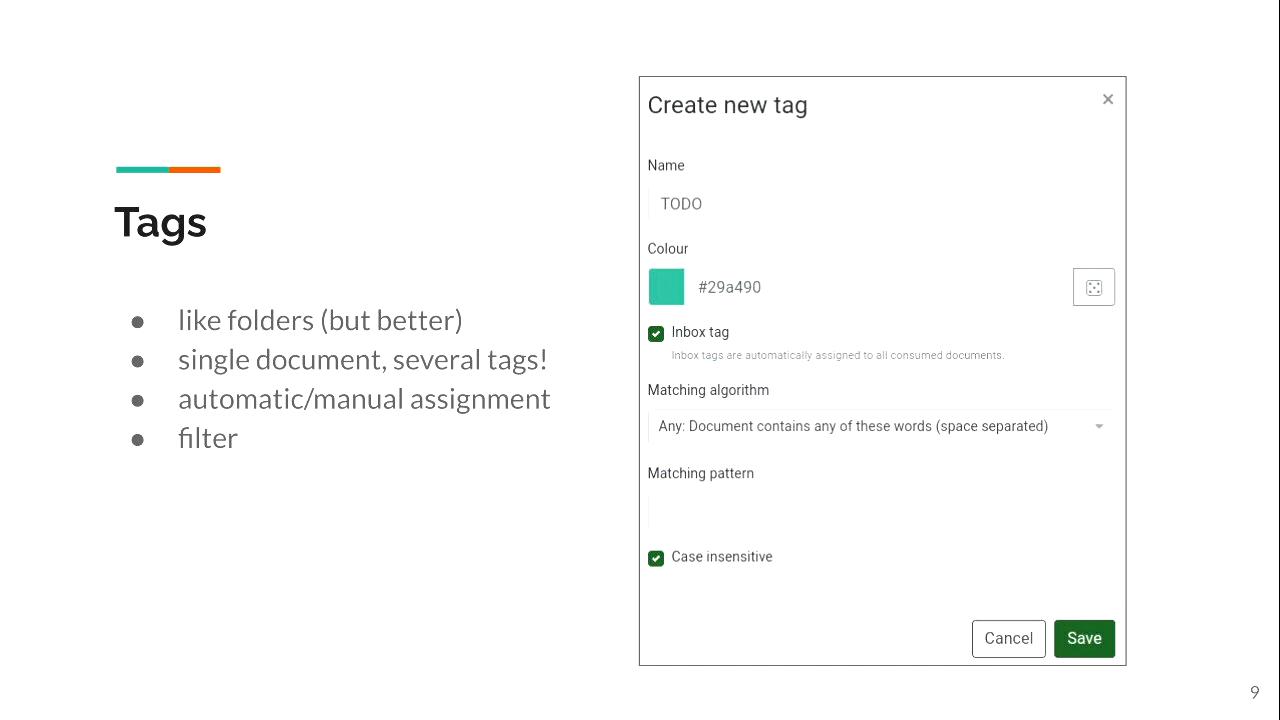 Tags
● like folders (but better)
● single document, several tags!
● automatic/manual assignment
● filter
Create new tag ×
Name
TODO
Colour
#29a490
Inbox tag
Inbox tags are automatically assigned to all consumed documents.
Matching algorithm
Any: Document contains any of these words (space separated)
Matching pattern
Case insensitive
Cancel Save
9